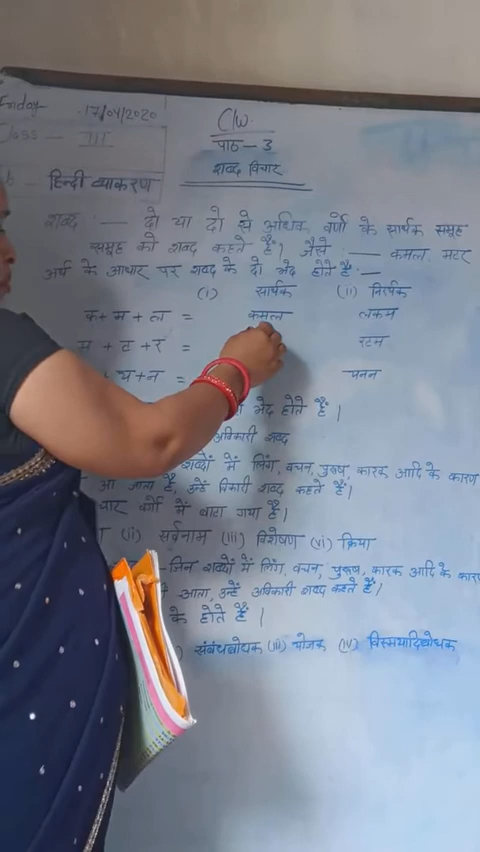 Friday 17/04/2020
Class - III
C/W.
पाठ - 3
शब्द विचार
हिन्दी व्याकरण
शब्द :— दो या दो से अधिक वर्णो के सार्थक समूह
समूह को शब्द कहते हैं। जैसे :— कमल, मटर
अर्थ के आधार पर शब्द के दो भेद होते है :—
(i) सार्थक (ii) निरर्थक
क + म + ल = कमल लकम
म + ट + र = रटम
+ च + न =
भेद होते हैं।
अविकारी शब्द
शब्दों में लिंग, वचन, पुरूष, कारक आदि के कारण
आ जाता है, उन्हें विकारी शब्द कहते हैं।
चार वर्णो में बाटा गया है।
(ii) सर्वनाम (iii) विशेषण (vi) क्रिया
- जिन शब्दों में लिंग, वचन, पुरूष, कारक आदि के कारण
आता, उन्हें अविकारी शब्द कहते हैं।
के होते हैं।
संबंधबोधक (iii) योजक (iv) विस्मयादिबोधक